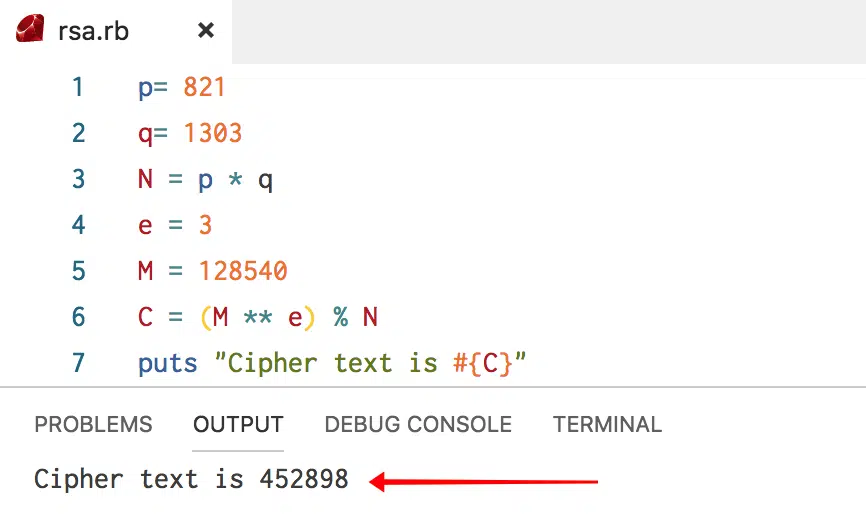 rsa.rb ×
1 p= 821
2 q= 1303
3 N = p * q
4 e = 3
5 M = 128540
6 C = (M ** e) % N
7 puts "Cipher text is #{C}"
PROBLEMS OUTPUT DEBUG CONSOLE TERMINAL
Cipher text is 452898